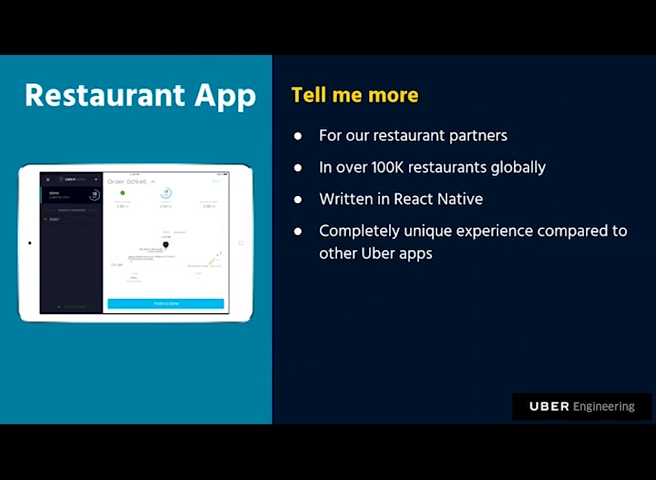 Restaurant App
Order 00946
Tell me more
For our restaurant partners
In over 100K restaurants globally
Written in React Native
Completely unique experience compared to
other Uber apps
UBER Engineering